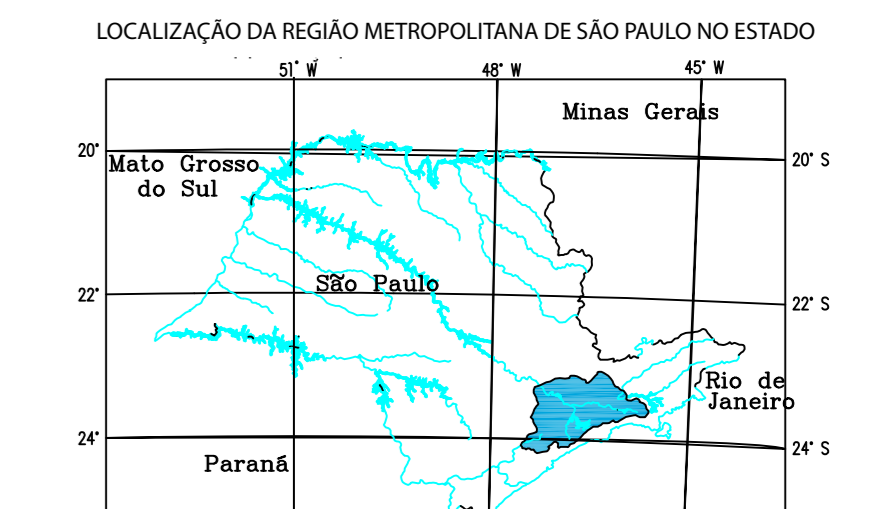 LOCALIZAÇÃO DA REGIÃO METROPOLITANA DE SÃO PAULO NO ESTADO
51° W
48° W
45° W
Minas Gerais
20°
20° S
Mato Grosso
do Sul
São Paulo
22°
22° S
Rio de
Janeiro
24°
24° S
Paraná